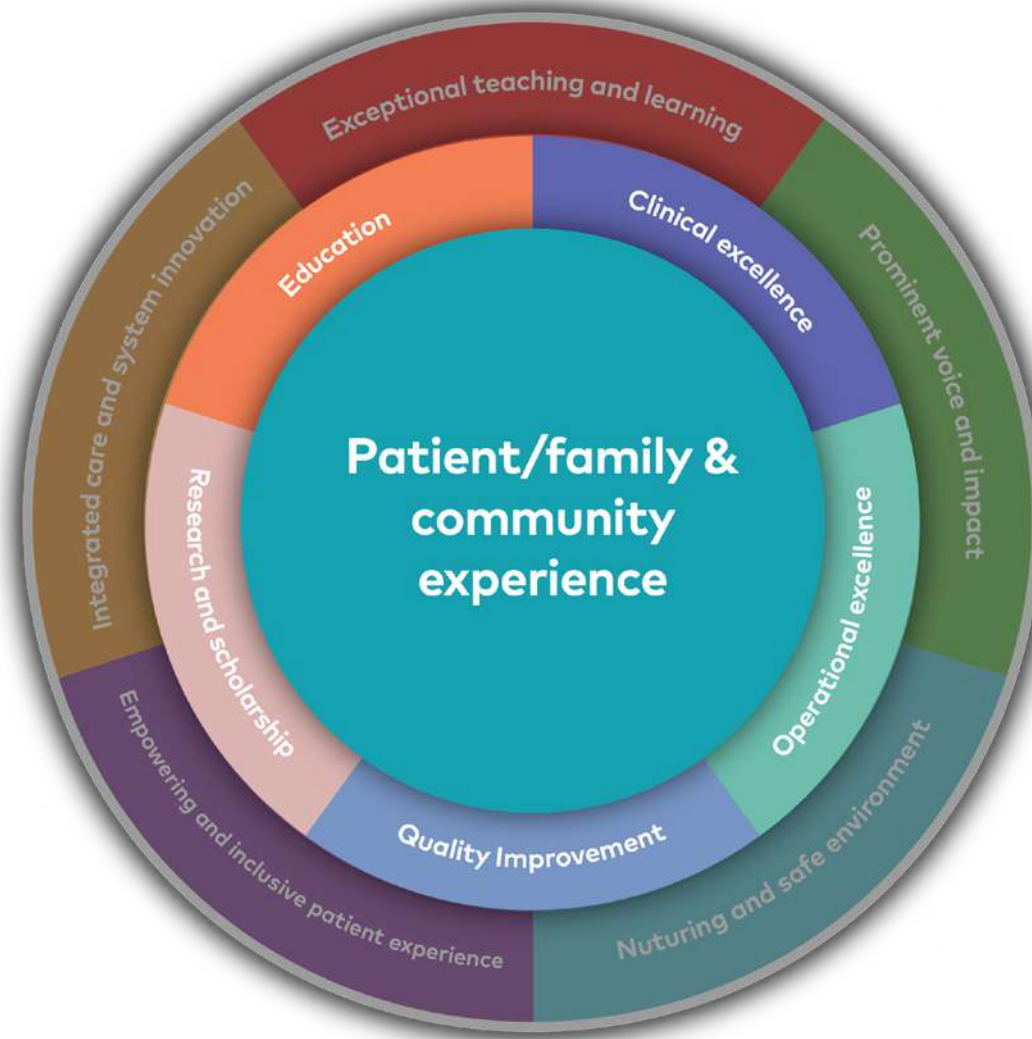 Exceptional teaching and learning
Prominent voice and impact
Nuturing and safe environment
Empowering and inclusive patient experience
Integrated care and system innovation
Clinical excellence
Operational excellence
Quality Improvement
Research and scholarship
Education
Patient/family &
community
experience